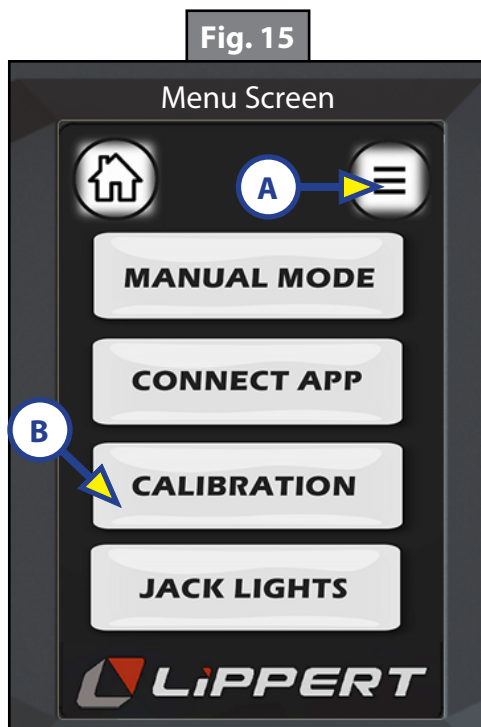 Fig. 15
Menu Screen
A
MANUAL MODE
CONNECT APP
B
CALIBRATION
JACK LIGHTS
LiPPERT